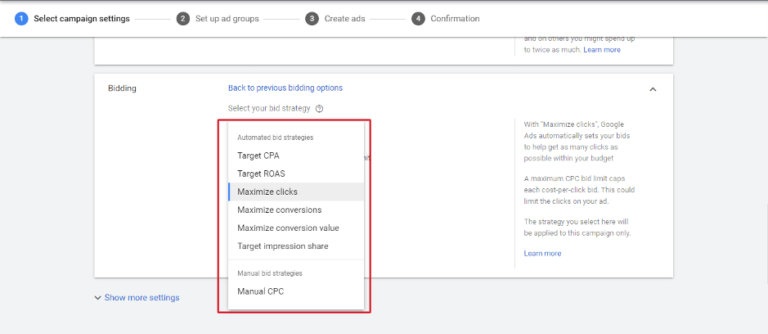 1 Select campaign settings
2 Set up ad groups
3 Create ads
4 Confirmation
and on others you might spend up
to twice as much. Learn more
Bidding
Back to previous bidding options
Select your bid strategy
Automated bid strategies
Target CPA
Target ROAS
Maximize clicks
Maximize conversions
Maximize conversion value
Target impression share
Manual bid strategies
Manual CPC
With "Maximize clicks", Google
Ads automatically sets your bids
to help get as many clicks as
possible within your budget
A maximum CPC bid limit caps
each cost-per-click bid. This could
limit the clicks on your ad.
The strategy you select here will
be applied to this campaign only.
Learn more
Show more settings